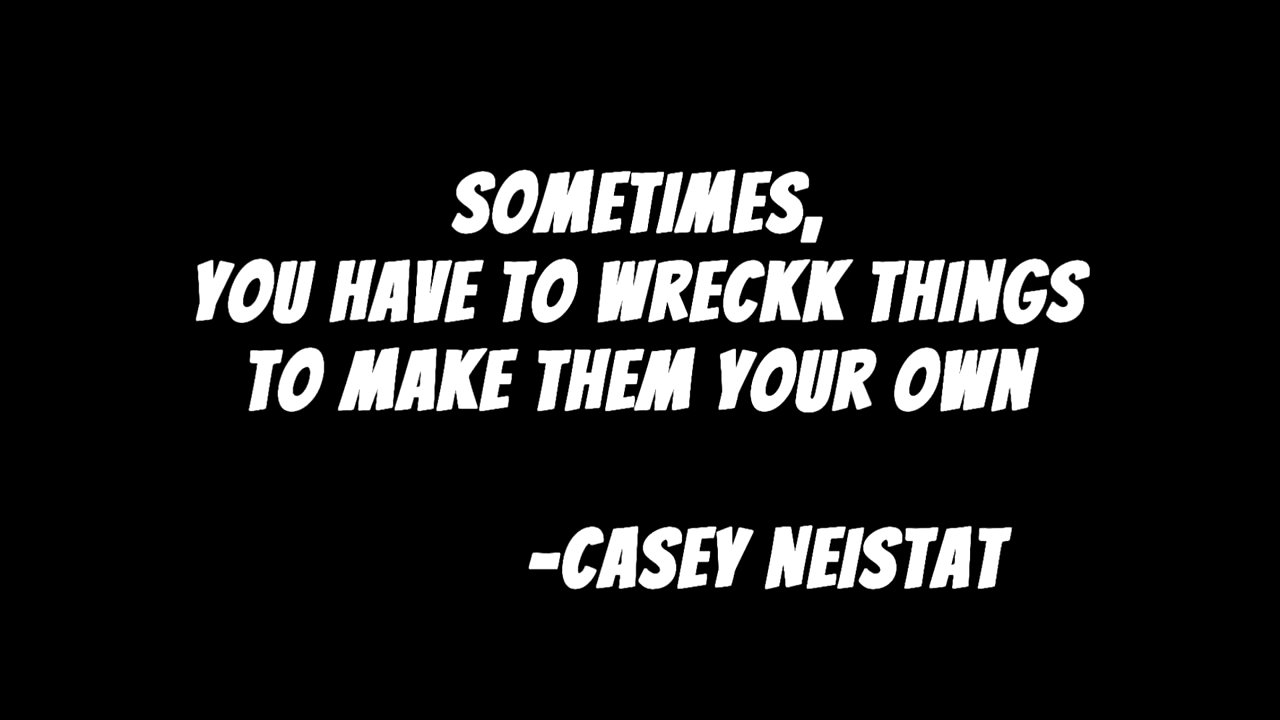 SOMETIMES,
YOU HAVE TO WRECKK THINGS
TO MAKE THEM YOUR OWN
-CASEY NEISTAT